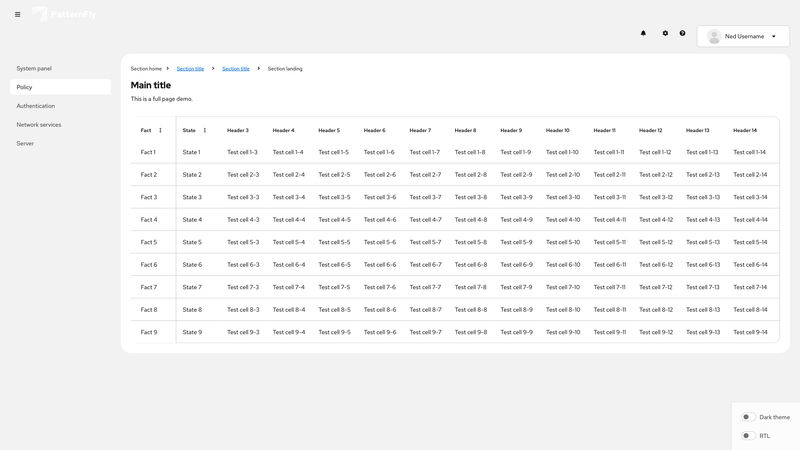 PatternFly
Ned Username
System panel
Policy
Authentication
Network services
Server
Section home Section title Section title Section landing
Main title
This is a full page demo.
Fact State Header 3 Header 4 Header 5 Header 6 Header 7 Header 8 Header 9 Header 10 Header 11 Header 12 Header 13 Header 14
Fact 1 State 1 Test cell 1-3 Test cell 1-4 Test cell 1-5 Test cell 1-6 Test cell 1-7 Test cell 1-8 Test cell 1-9 Test cell 1-10 Test cell 1-11 Test cell 1-12 Test cell 1-13 Test cell 1-14
Fact 2 State 2 Test cell 2-3 Test cell 2-4 Test cell 2-5 Test cell 2-6 Test cell 2-7 Test cell 2-8 Test cell 2-9 Test cell 2-10 Test cell 2-11 Test cell 2-12 Test cell 2-13 Test cell 2-14
Fact 3 State 3 Test cell 3-3 Test cell 3-4 Test cell 3-5 Test cell 3-6 Test cell 3-7 Test cell 3-8 Test cell 3-9 Test cell 3-10 Test cell 3-11 Test cell 3-12 Test cell 3-13 Test cell 3-14
Fact 4 State 4 Test cell 4-3 Test cell 4-4 Test cell 4-5 Test cell 4-6 Test cell 4-7 Test cell 4-8 Test cell 4-9 Test cell 4-10 Test cell 4-11 Test cell 4-12 Test cell 4-13 Test cell 4-14
Fact 5 State 5 Test cell 5-3 Test cell 5-4 Test cell 5-5 Test cell 5-6 Test cell 5-7 Test cell 5-8 Test cell 5-9 Test cell 5-10 Test cell 5-11 Test cell 5-12 Test cell 5-13 Test cell 5-14
Fact 6 State 6 Test cell 6-3 Test cell 6-4 Test cell 6-5 Test cell 6-6 Test cell 6-7 Test cell 6-8 Test cell 6-9 Test cell 6-10 Test cell 6-11 Test cell 6-12 Test cell 6-13 Test cell 6-14
Fact 7 State 7 Test cell 7-3 Test cell 7-4 Test cell 7-5 Test cell 7-6 Test cell 7-7 Test cell 7-8 Test cell 7-9 Test cell 7-10 Test cell 7-11 Test cell 7-12 Test cell 7-13 Test cell 7-14
Fact 8 State 8 Test cell 8-3 Test cell 8-4 Test cell 8-5 Test cell 8-6 Test cell 8-7 Test cell 8-8 Test cell 8-9 Test cell 8-10 Test cell 8-11 Test cell 8-12 Test cell 8-13 Test cell 8-14
Fact 9 State 9 Test cell 9-3 Test cell 9-4 Test cell 9-5 Test cell 9-6 Test cell 9-7 Test cell 9-8 Test cell 9-9 Test cell 9-10 Test cell 9-11 Test cell 9-12 Test cell 9-13 Test cell 9-14
Dark theme
RTL